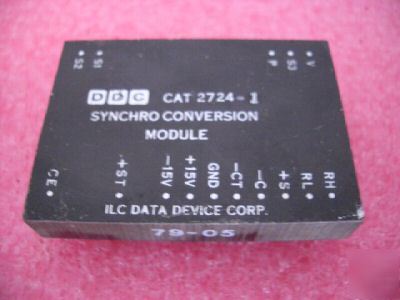 S2 S1 P S3 V
DDC CAT 2724-1
SYNCHRO CONVERSION
MODULE
CE +ST -15V +15V GND -CT -C +S RL RH
ILC DATA DEVICE CORP.
79-05